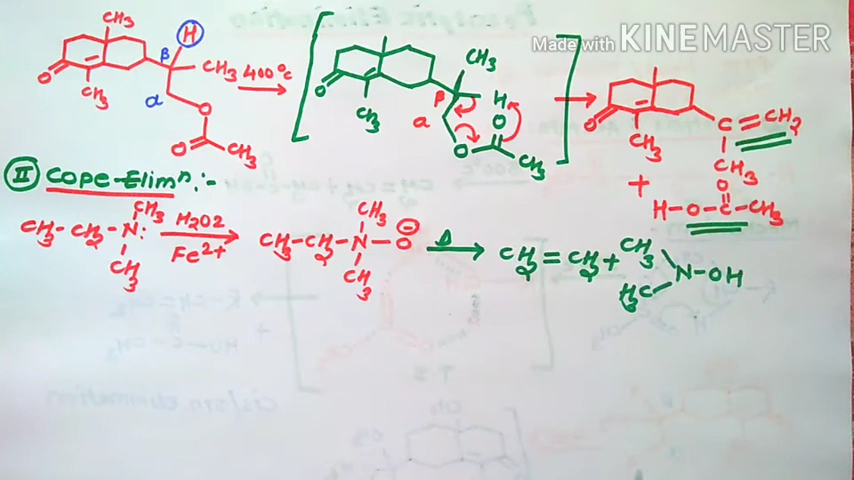 Made with KINEMASTER
CH3 H β CH3 400°c α O CH3 O O CH3
CH3 β H α O O CH3 O CH3
O CH3 C=CH2 CH3
+
H-O-C-CH3 O
II Cope-Elimn :-
CH3-CH2-N: CH3 CH3 H2O2 Fe2+ CH3-CH2-N-O⊖ CH3 CH3 Δ CH2=CH2+ CH3 H3C N-OH